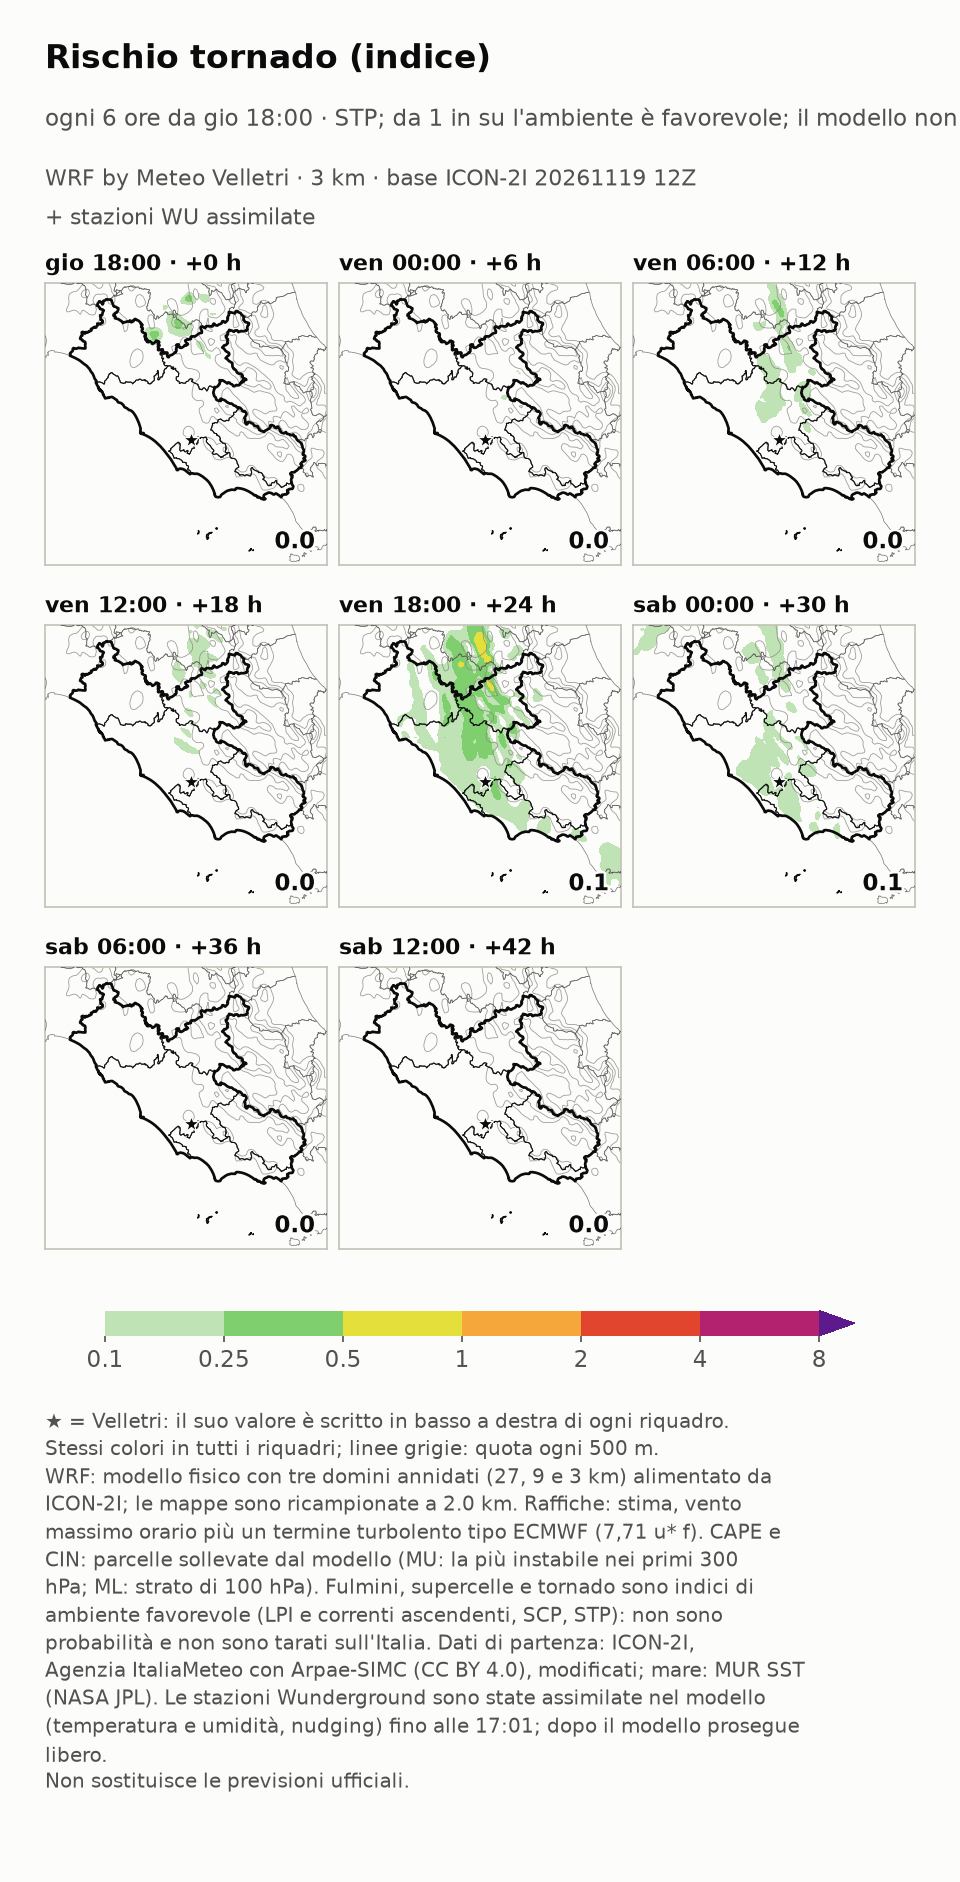 Rischio tornado (indice)
ogni 6 ore da gio 18:00 · STP; da 1 in su l'ambiente è favorevole; il modello non
WRF by Meteo Velletri · 3 km · base ICON-2I 20261119 12Z
+ stazioni WU assimilate
gio 18:00 · +0 h
ven 00:00 · +6 h
ven 06:00 · +12 h
0.0
0.0
0.0
ven 12:00 · +18 h
ven 18:00 · +24 h
sab 00:00 · +30 h
0.0
0.1
0.1
sab 06:00 · +36 h
sab 12:00 · +42 h
0.0
0.0
0.1 0.25 0.5 1 2 4 8
★ = Velletri: il suo valore è scritto in basso a destra di ogni riquadro.
Stessi colori in tutti i riquadri; linee grigie: quota ogni 500 m.
WRF: modello fisico con tre domini annidati (27, 9 e 3 km) alimentato da
ICON-2I; le mappe sono ricampionate a 2.0 km. Raffiche: stima, vento
massimo orario più un termine turbolento tipo ECMWF (7,71 u* f). CAPE e
CIN: parcelle sollevate dal modello (MU: la più instabile nei primi 300
hPa; ML: strato di 100 hPa). Fulmini, supercelle e tornado sono indici di
ambiente favorevole (LPI e correnti ascendenti, SCP, STP): non sono
probabilità e non sono tarati sull'Italia. Dati di partenza: ICON-2I,
Agenzia ItaliaMeteo con Arpae-SIMC (CC BY 4.0), modificati; mare: MUR SST
(NASA JPL). Le stazioni Wunderground sono state assimilate nel modello
(temperatura e umidità, nudging) fino alle 17:01; dopo il modello prosegue
libero.
Non sostituisce le previsioni ufficiali.